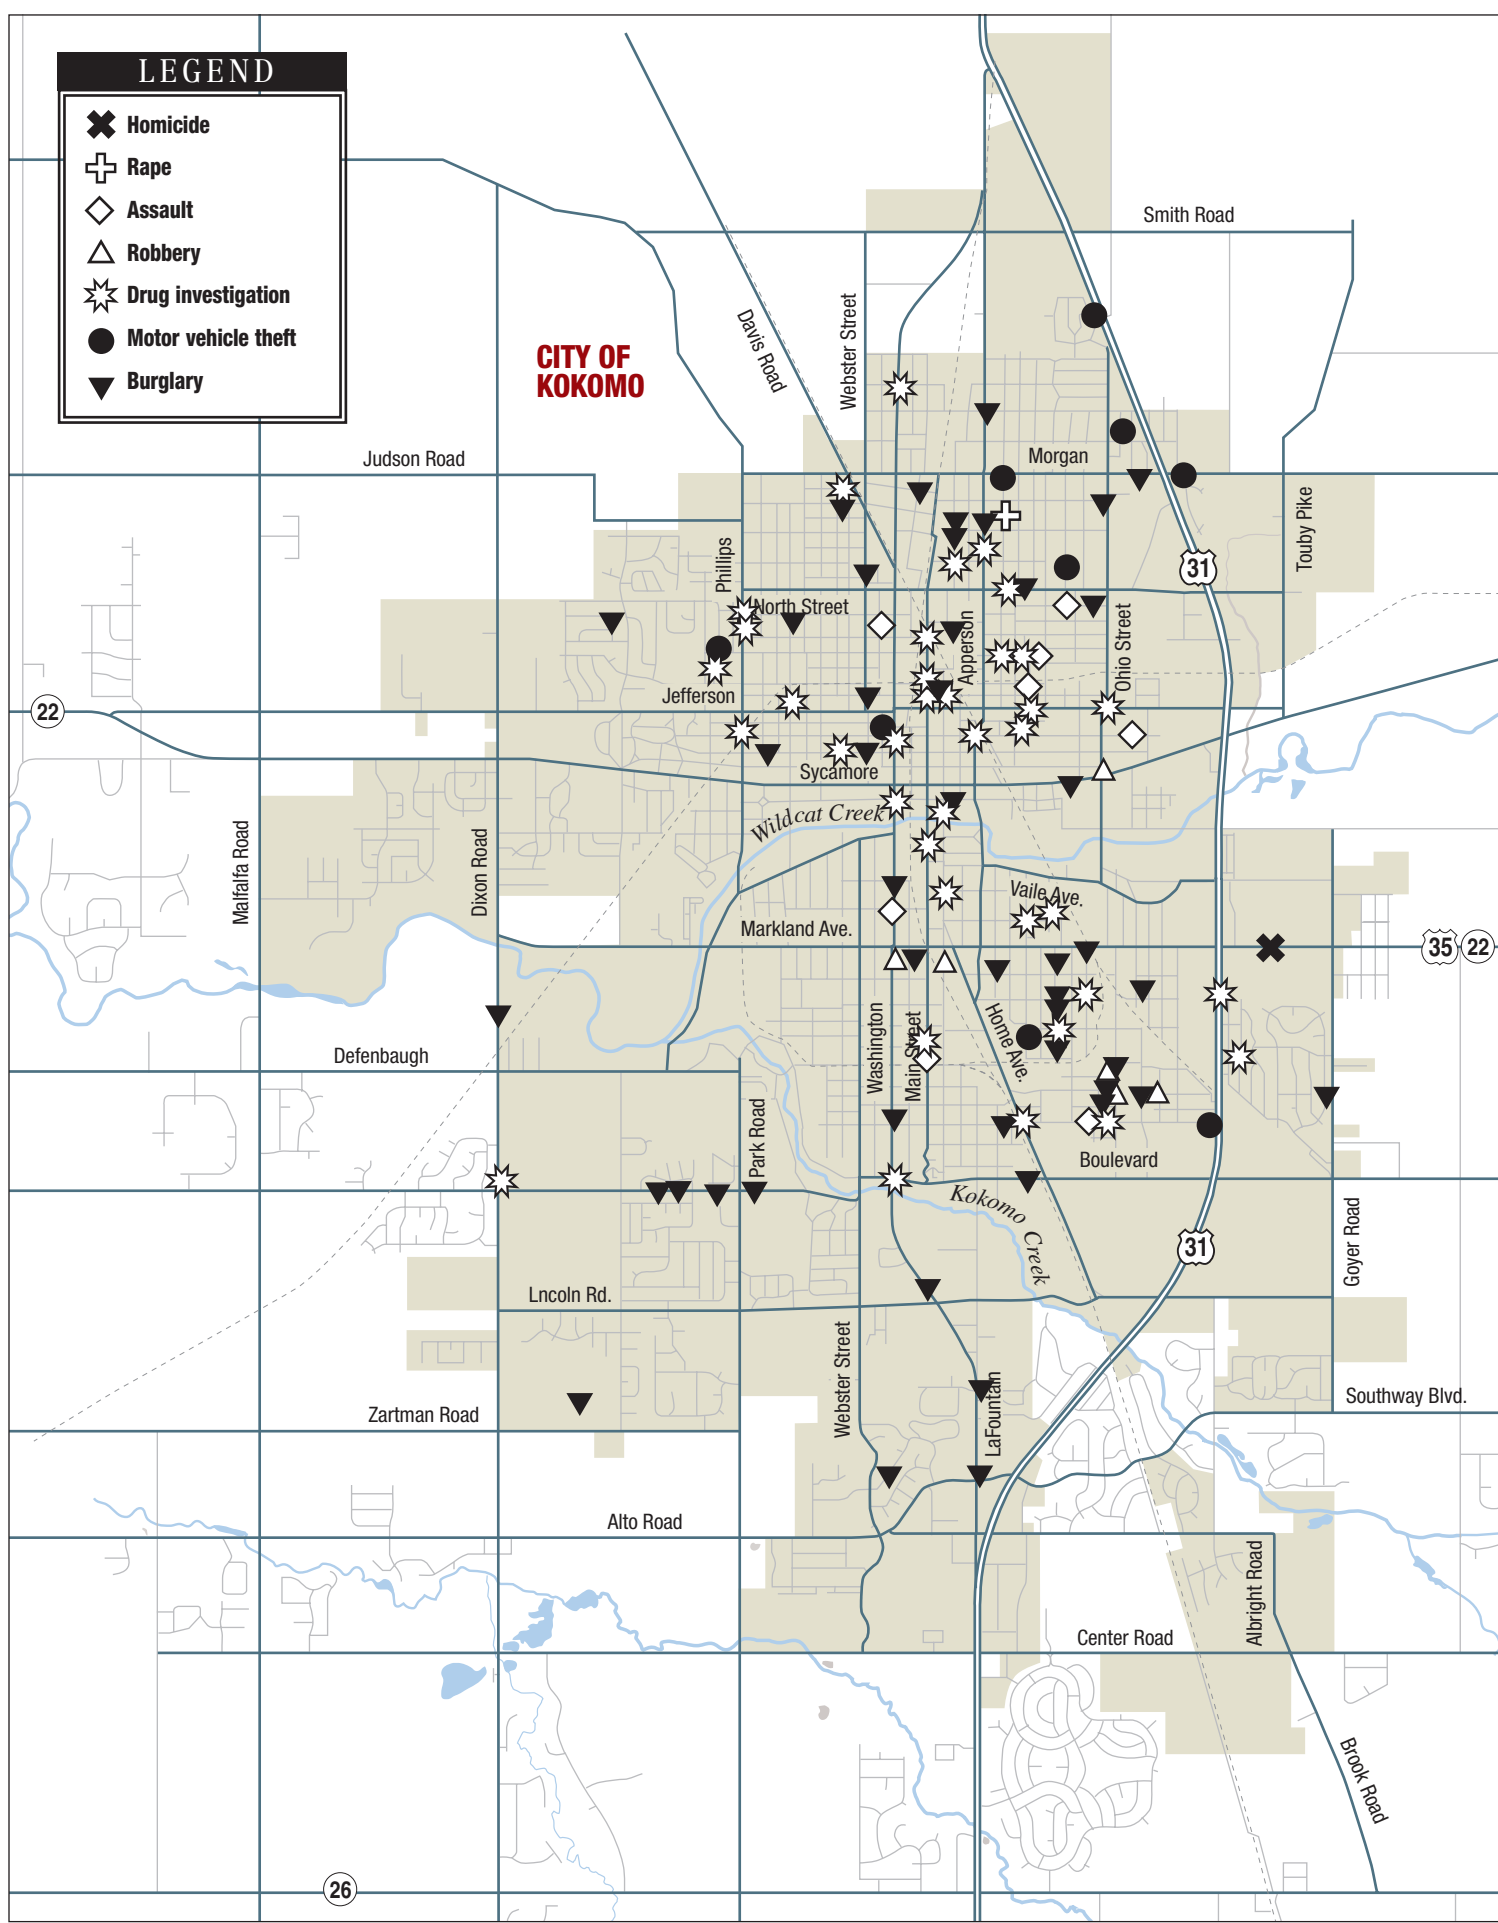 LEGEND
Homicide
Rape
Assault
Robbery
Drug investigation
Motor vehicle theft
Burglary
CITY OF
KOKOMO
Smith Road
Davis Road
Webster Street
Judson Road
Morgan
Touby Pike
31
Phillips
North Street
Apperson
Ohio Street
Jefferson
22
Sycamore
Wildcat Creek
Malfalfa Road
Dixon Road
Vaile Ave.
Markland Ave.
35
22
Washington
Main Street
Home Ave.
Defenbaugh
Park Road
Boulevard
Kokomo Creek
31
Goyer Road
Lncoln Rd.
Webster Street
LaFountain
Southway Blvd.
Zartman Road
Alto Road
Albright Road
Center Road
Brook Road
26